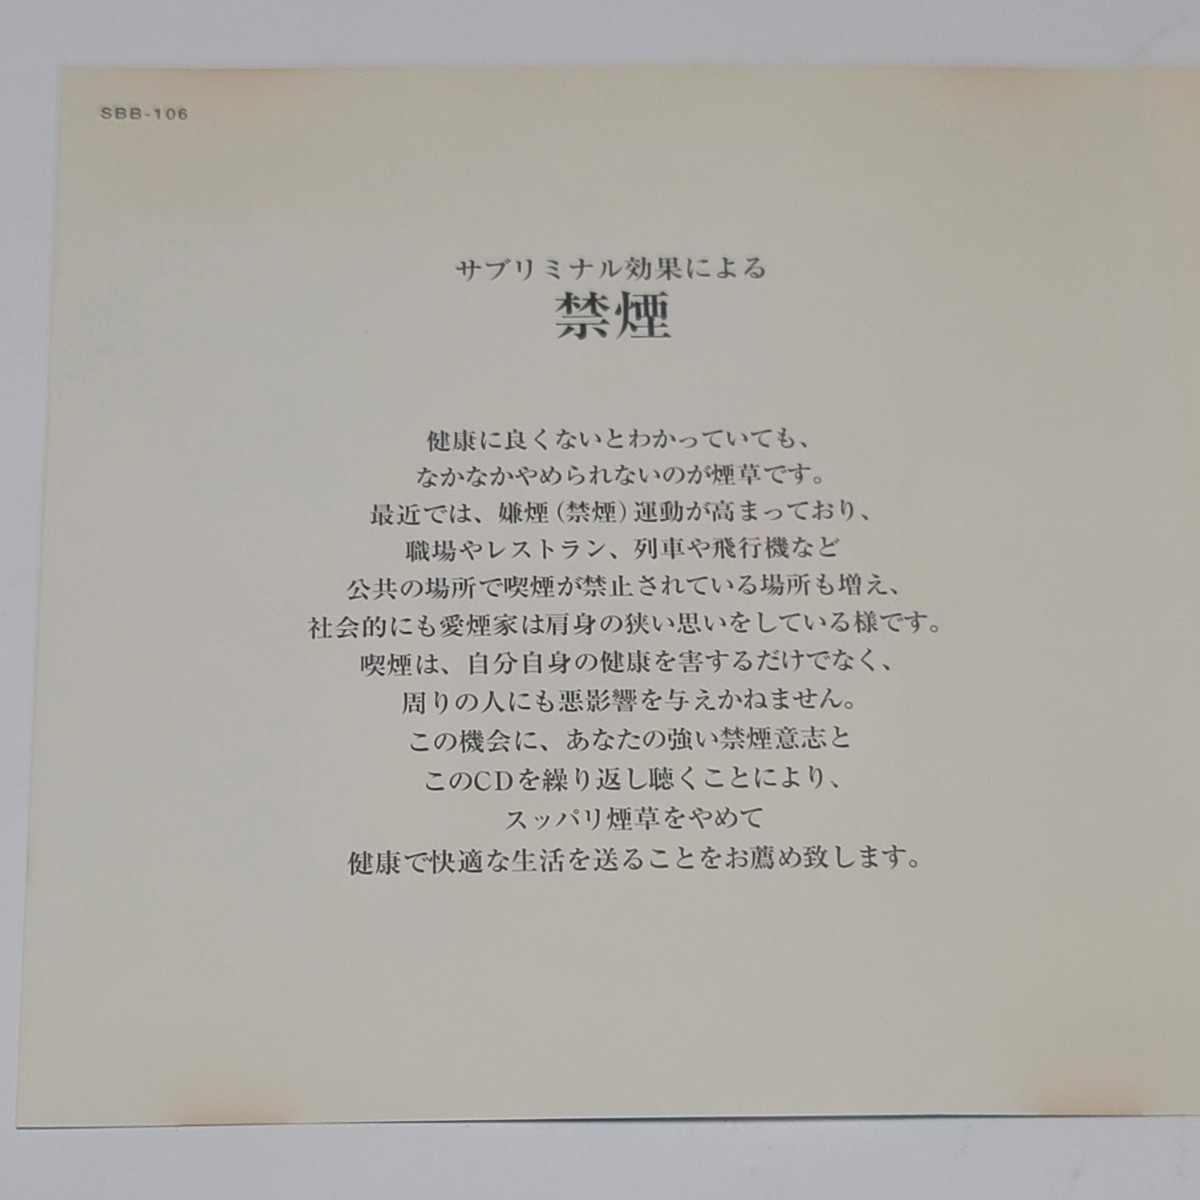 SBB-106
サブリミナル効果による
禁煙
健康に良くないとわかっていても、
なかなかやめられないのが煙草です。
最近では、嫌煙(禁煙)運動が高まっており、
職場やレストラン、列車や飛行機など
公共の場所で喫煙が禁止されている場所も増え、
社会的にも愛煙家は肩身の狭い思いをしている様です。
喫煙は、自分自身の健康を害するだけでなく、
周りの人にも悪影響を与えかねません。
この機会に、あなたの強い禁煙意志と
このCDを繰り返し聴くことにより、
スッパリ煙草をやめて
健康で快適な生活を送ることをお薦め致します。